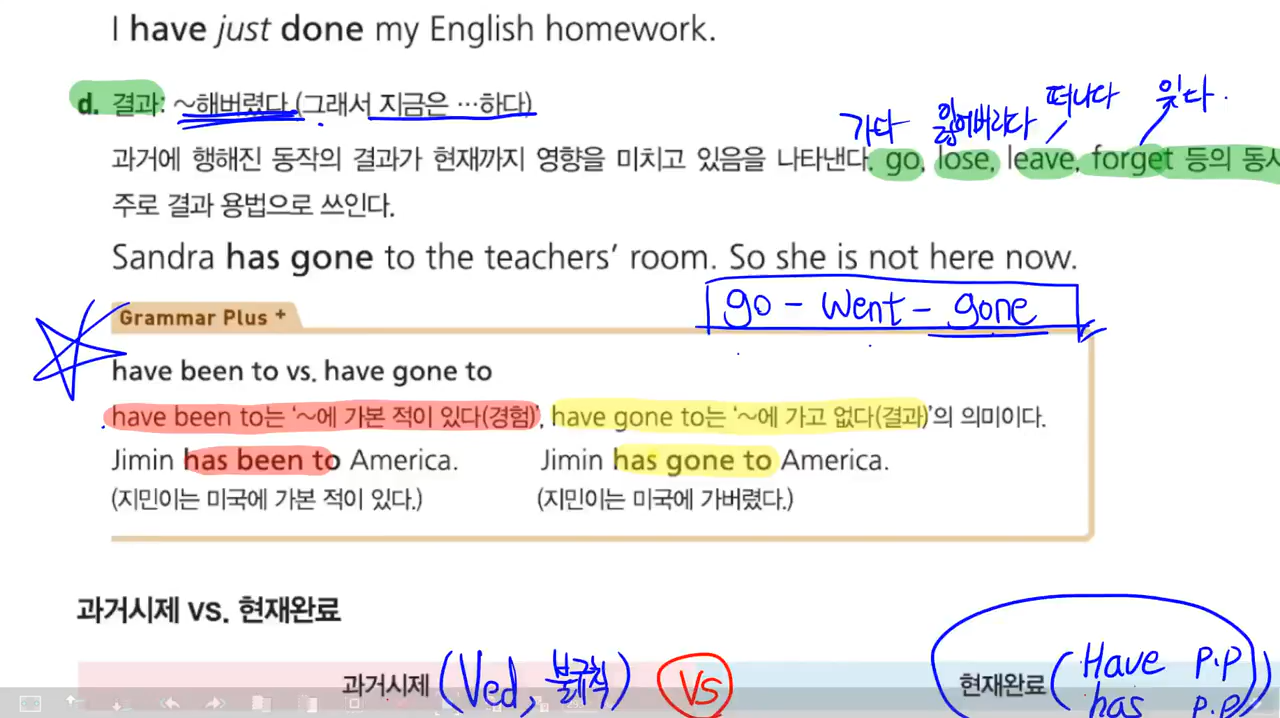 I have just done my English homework.
d. 결과: ～해버렸다.(그래서 지금은 …하다)
가다 잃어버리다 떠나다 잊다.
과거에 행해진 동작의 결과가 현재까지 영향을 미치고 있음을 나타낸다. go, lose, leave, forget 등의 동사
주로 결과 용법으로 쓰인다.
Sandra has gone to the teachers’ room. So she is not here now.
go - went - gone
Grammar Plus +
have been to vs. have gone to
have been to는 ‘～에 가본 적이 있다(경험)’, have gone to는 ‘～에 가고 없다(결과)’의 의미이다.
Jimin has been to America. Jimin has gone to America.
(지민이는 미국에 가본 적이 있다.) (지민이는 미국에 가버렸다.)
과거시제 vs. 현재완료
과거시제 (Ved, 불규칙) VS 현재완료 (Have p.p
has p.p)